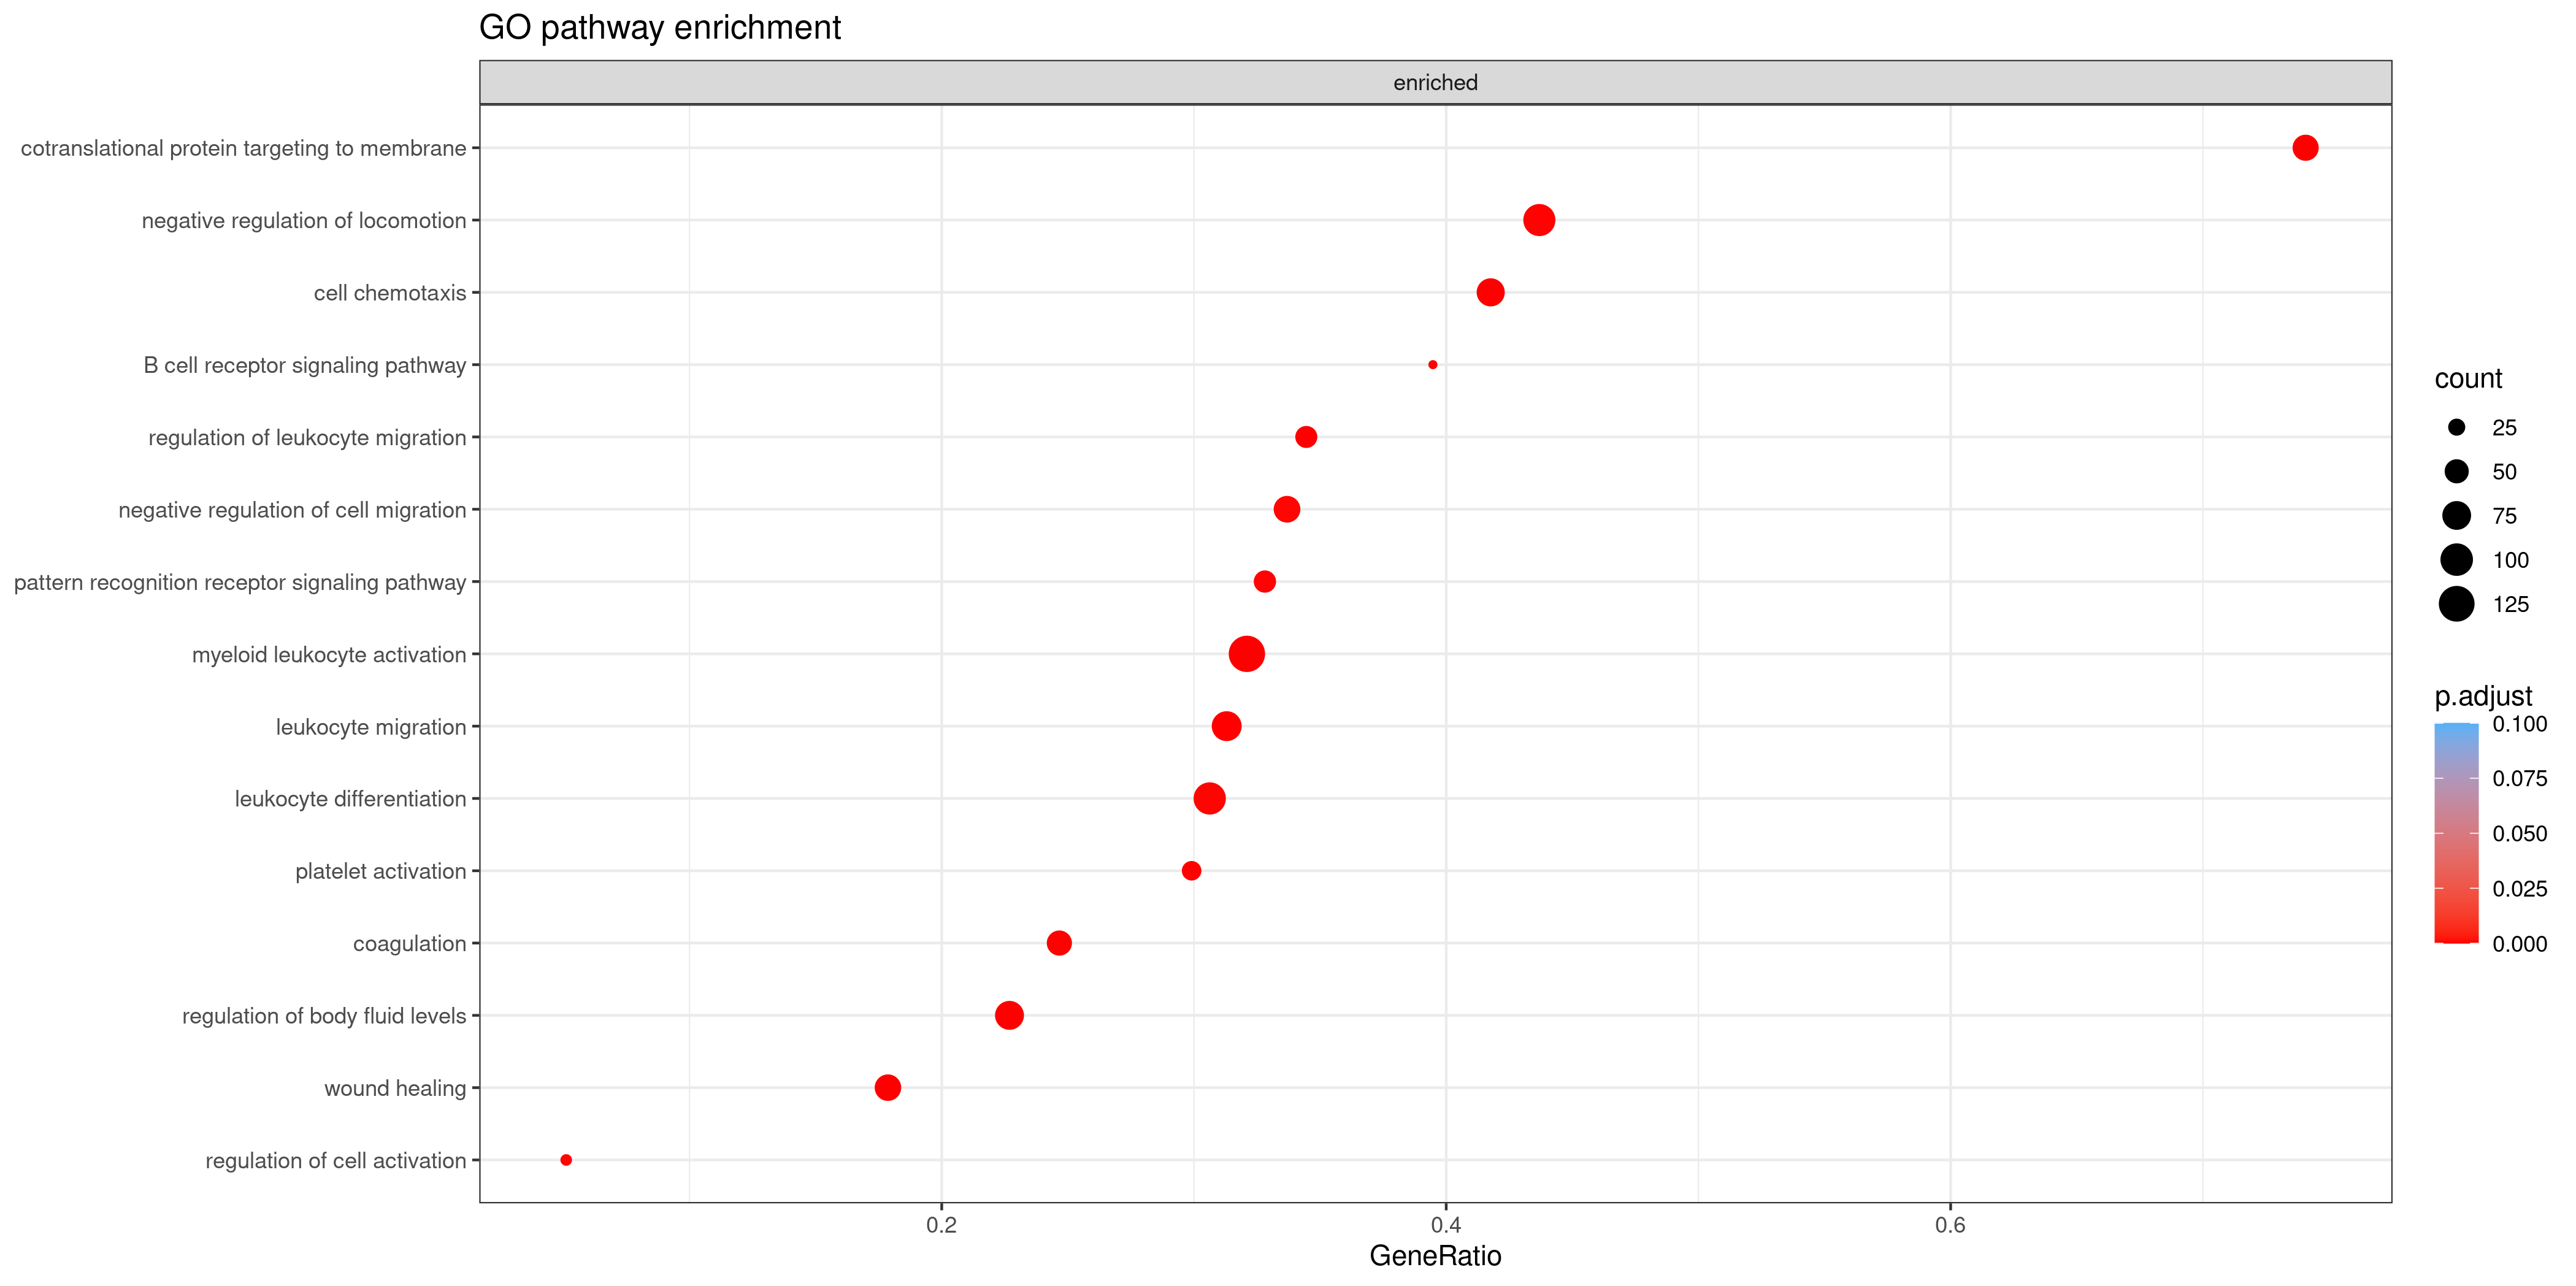 GO pathway enrichment
enriched
cotranslational protein targeting to membrane
negative regulation of locomotion
cell chemotaxis
B cell receptor signaling pathway
regulation of leukocyte migration
negative regulation of cell migration
pattern recognition receptor signaling pathway
myeloid leukocyte activation
leukocyte migration
leukocyte differentiation
platelet activation
coagulation
regulation of body fluid levels
wound healing
regulation of cell activation
0.2
0.4
0.6
GeneRatio
count
25
50
75
100
125
p.adjust
0.100
0.075
0.050
0.025
0.000